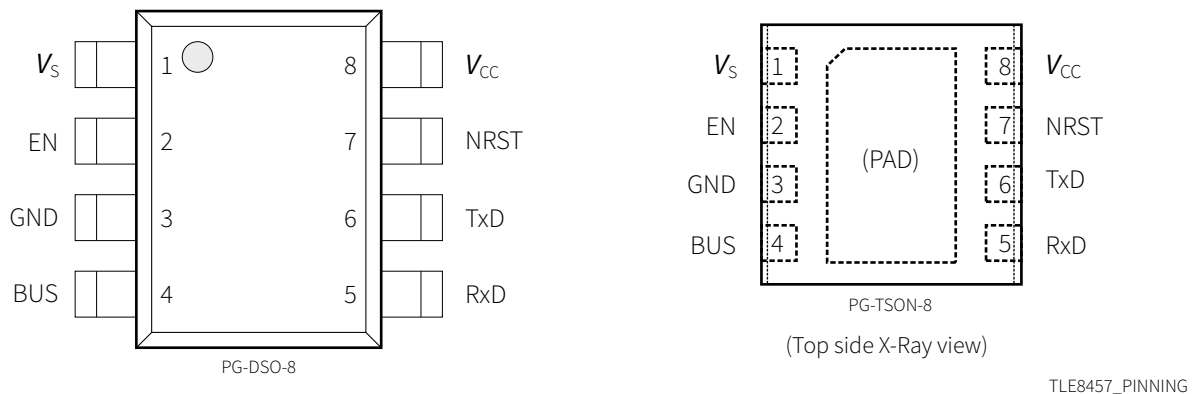 VS 1 8 VCC
EN 2 7 NRST
GND 3 6 TxD
BUS 4 5 RxD
PG-DSO-8
VS 1 8 VCC
EN 2 7 NRST
(PAD)
GND 3 6 TxD
BUS 4 5 RxD
PG-TSON-8
(Top side X-Ray view)
TLE8457_PINNING